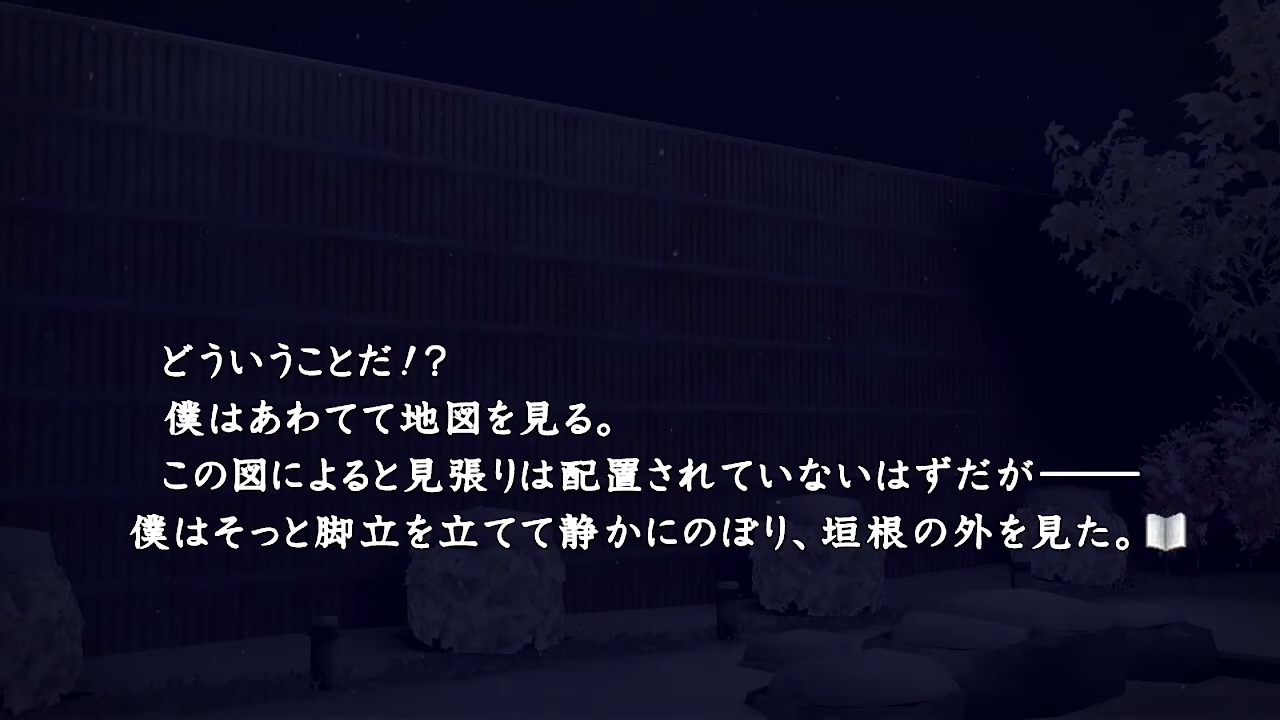 どういうことだ！？
僕はあわてて地図を見る。
この図によると見張りは配置されていないはずだが―――
僕はそっと脚立を立てて静かにのぼり、垣根の外を見た。